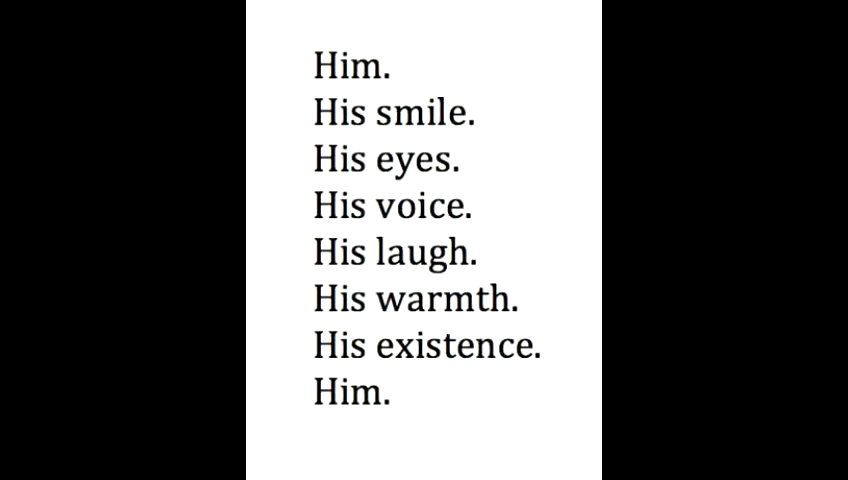 Him.
His smile.
His eyes.
His voice.
His laugh.
His warmth.
His existence.
Him.